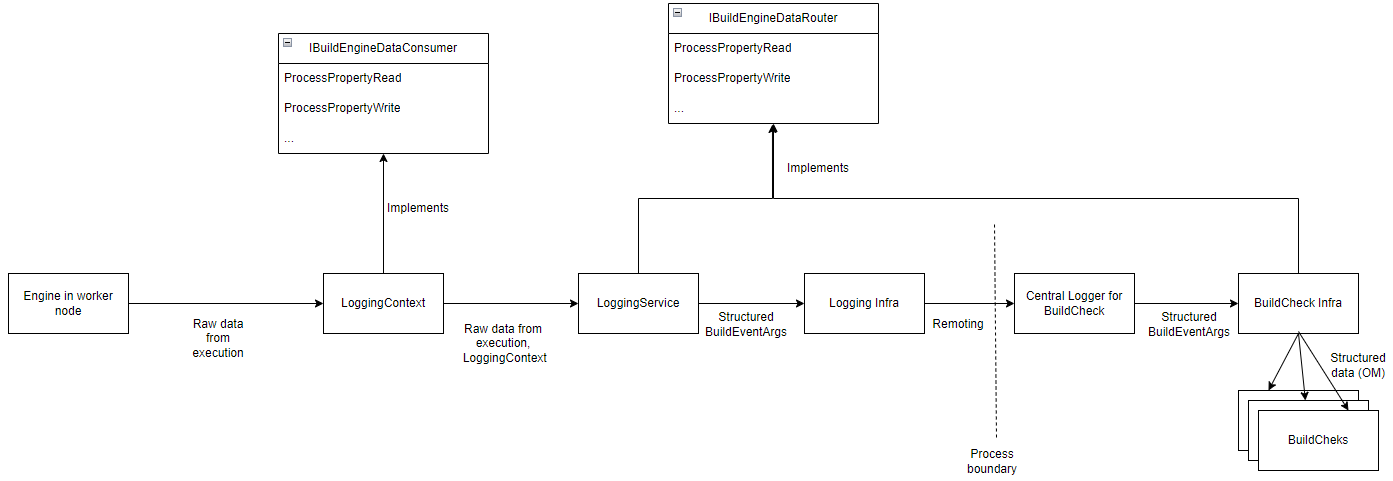 IBuildEngineDataRouter
ProcessPropertyRead
ProcessPropertyWrite
...
IBuildEngineDataConsumer
ProcessPropertyRead
ProcessPropertyWrite
...
Implements
Implements
Engine in worker
node
Raw data
from
execution
LoggingContext
Raw data from
execution,
LoggingContext
LoggingService
Structured
BuildEventArgs
Logging Infra
Remoting
Process
boundary
Central Logger for
BuildCheck
Structured
BuildEventArgs
BuildCheck Infra
Structured
data (OM)
BuildCheks